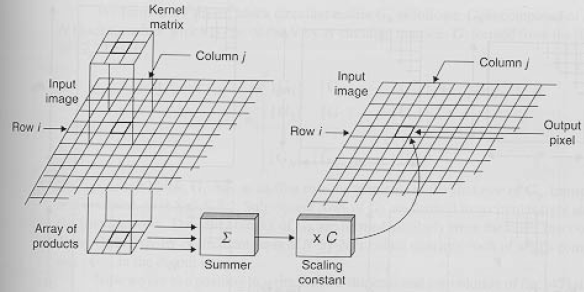 Kernel
matrix
Column j
Input
image
Row i
Array of
products
Σ
Summer
x C
Scaling
constant
Input
image
Column j
Row i
Output
pixel